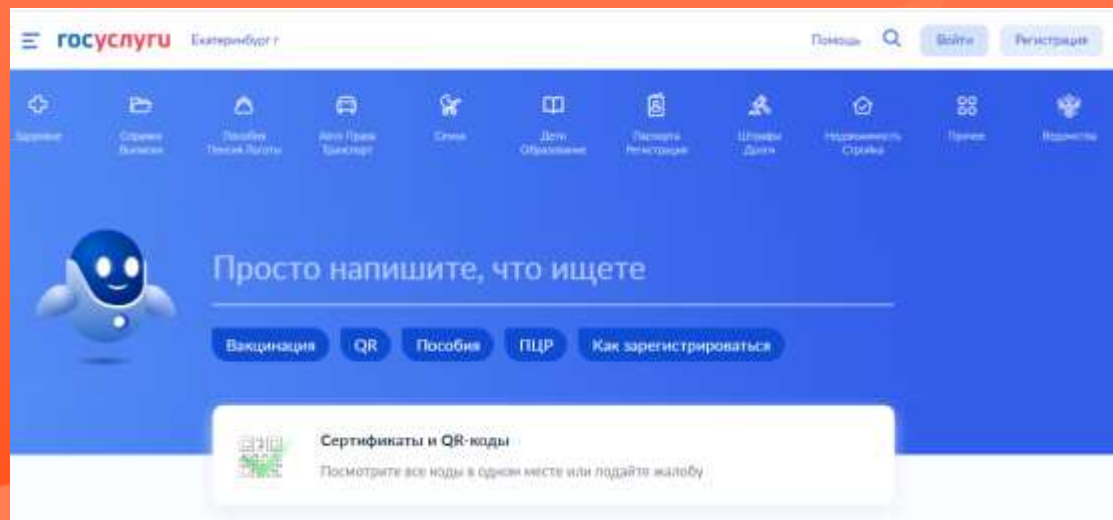 госуслуги Екатеринбург г Помощь Войти Регистрация
Здоровье Справки Выписки Пособия Пенсия Льготы Авто Права Транспорт Семья Дети Образование Паспорта Регистрация Штрафы Долги Недвижимость Стройка Прочее Ведомства
Просто напишите, что ищете
Вакцинация QR Пособия ПЦР Как зарегистрироваться
Сертификаты и QR-коды
Посмотрите все коды в одном месте или подайте жалобу